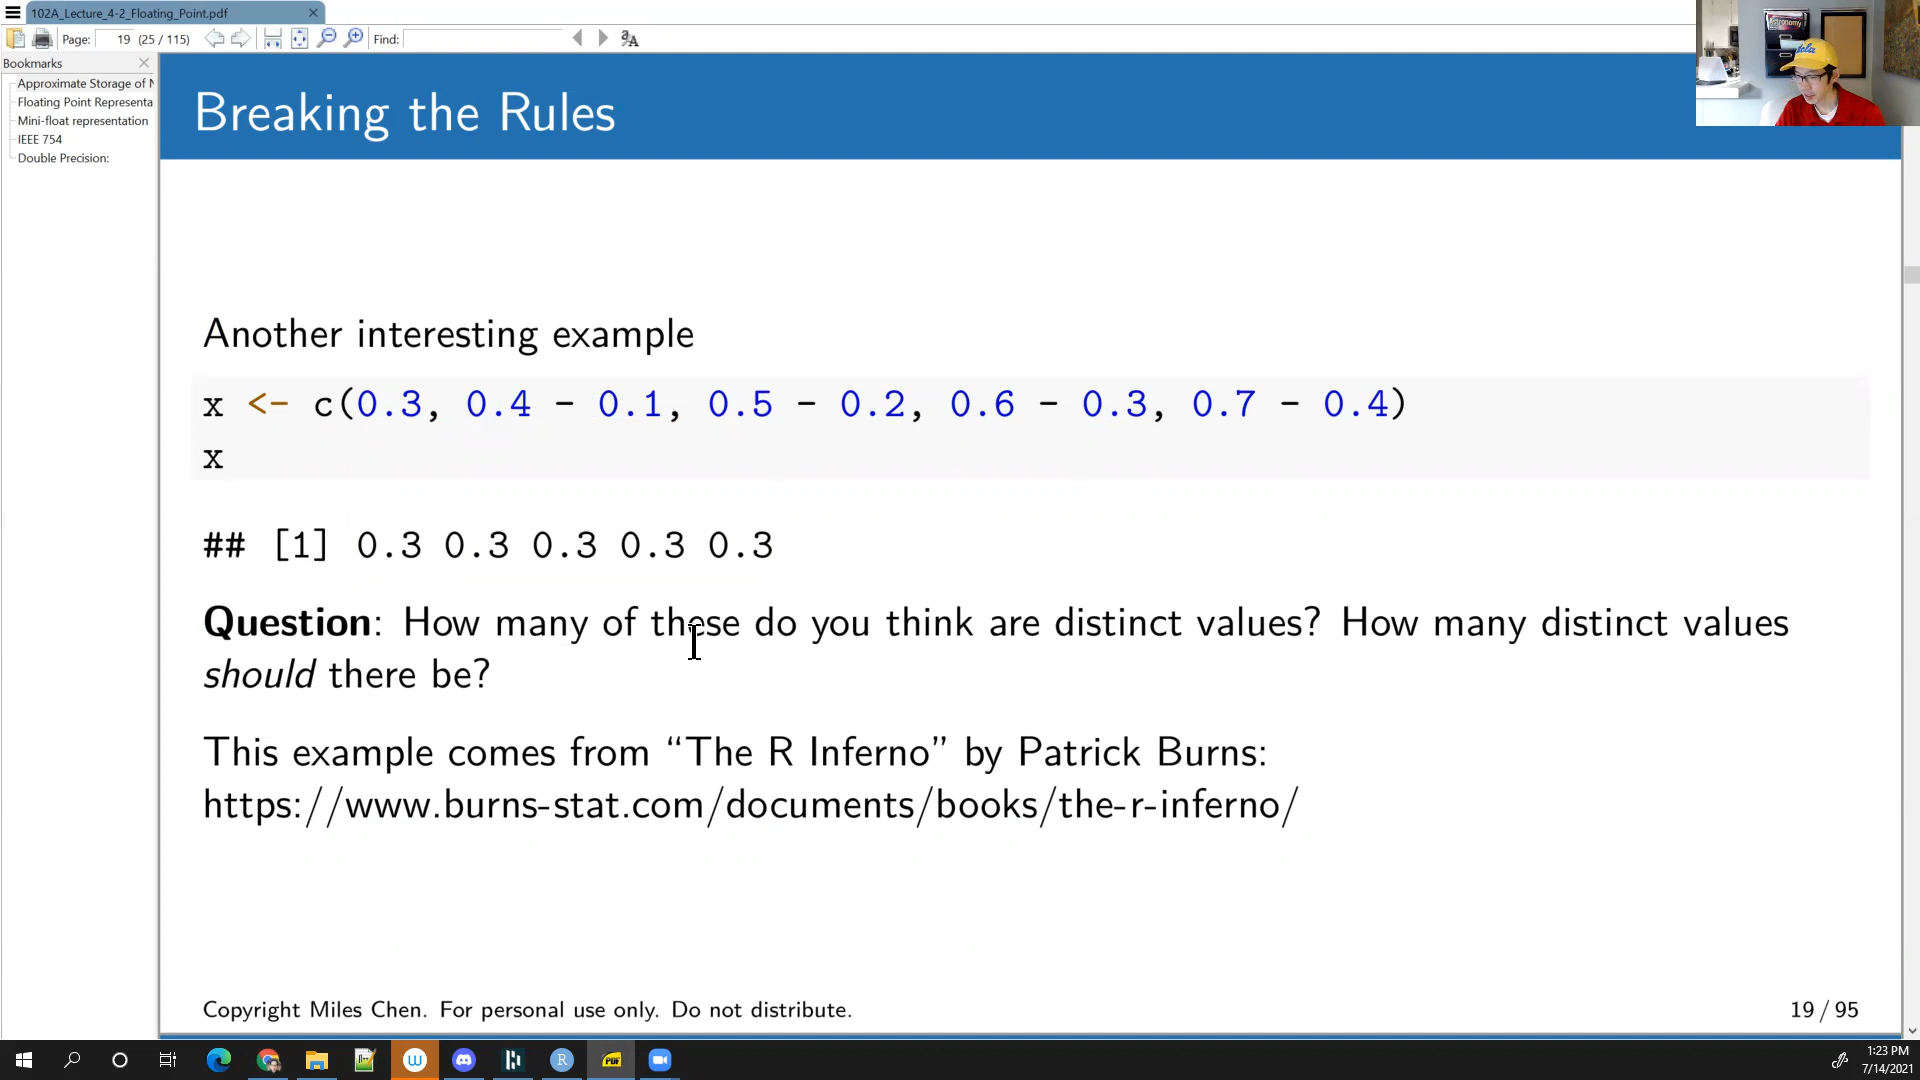 102A_Lecture_4-2_Floating_Point.pdf
Page: 19 (25 / 115) Find:
Bookmarks
Approximate Storage of N
Floating Point Representa
Mini-float representation
IEEE 754
Double Precision:
Breaking the Rules
Another interesting example
x <- c(0.3, 0.4 - 0.1, 0.5 - 0.2, 0.6 - 0.3, 0.7 - 0.4)
x
## [1] 0.3 0.3 0.3 0.3 0.3
Question: How many of these do you think are distinct values? How many distinct values
should there be?
This example comes from “The R Inferno” by Patrick Burns:
https://www.burns-stat.com/documents/books/the-r-inferno/
Copyright Miles Chen. For personal use only. Do not distribute.
19 / 95
1:23 PM
7/14/2021